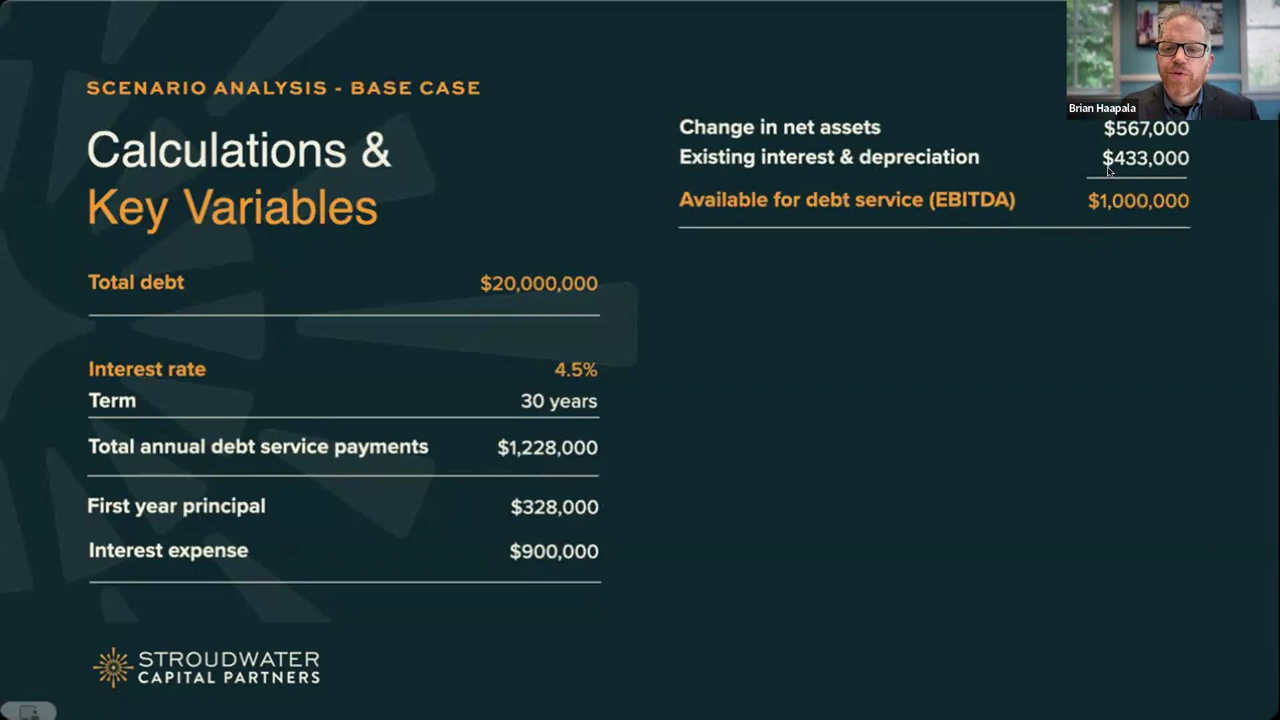 SCENARIO ANALYSIS - BASE CASE
Calculations &
Key Variables
Total debt $20,000,000
Interest rate 4.5%
Term 30 years
Total annual debt service payments $1,228,000
First year principal $328,000
Interest expense $900,000
STROUDWATER
CAPITAL PARTNERS
Brian Haapala
Change in net assets $567,000
Existing interest & depreciation $433,000
Available for debt service (EBITDA) $1,000,000